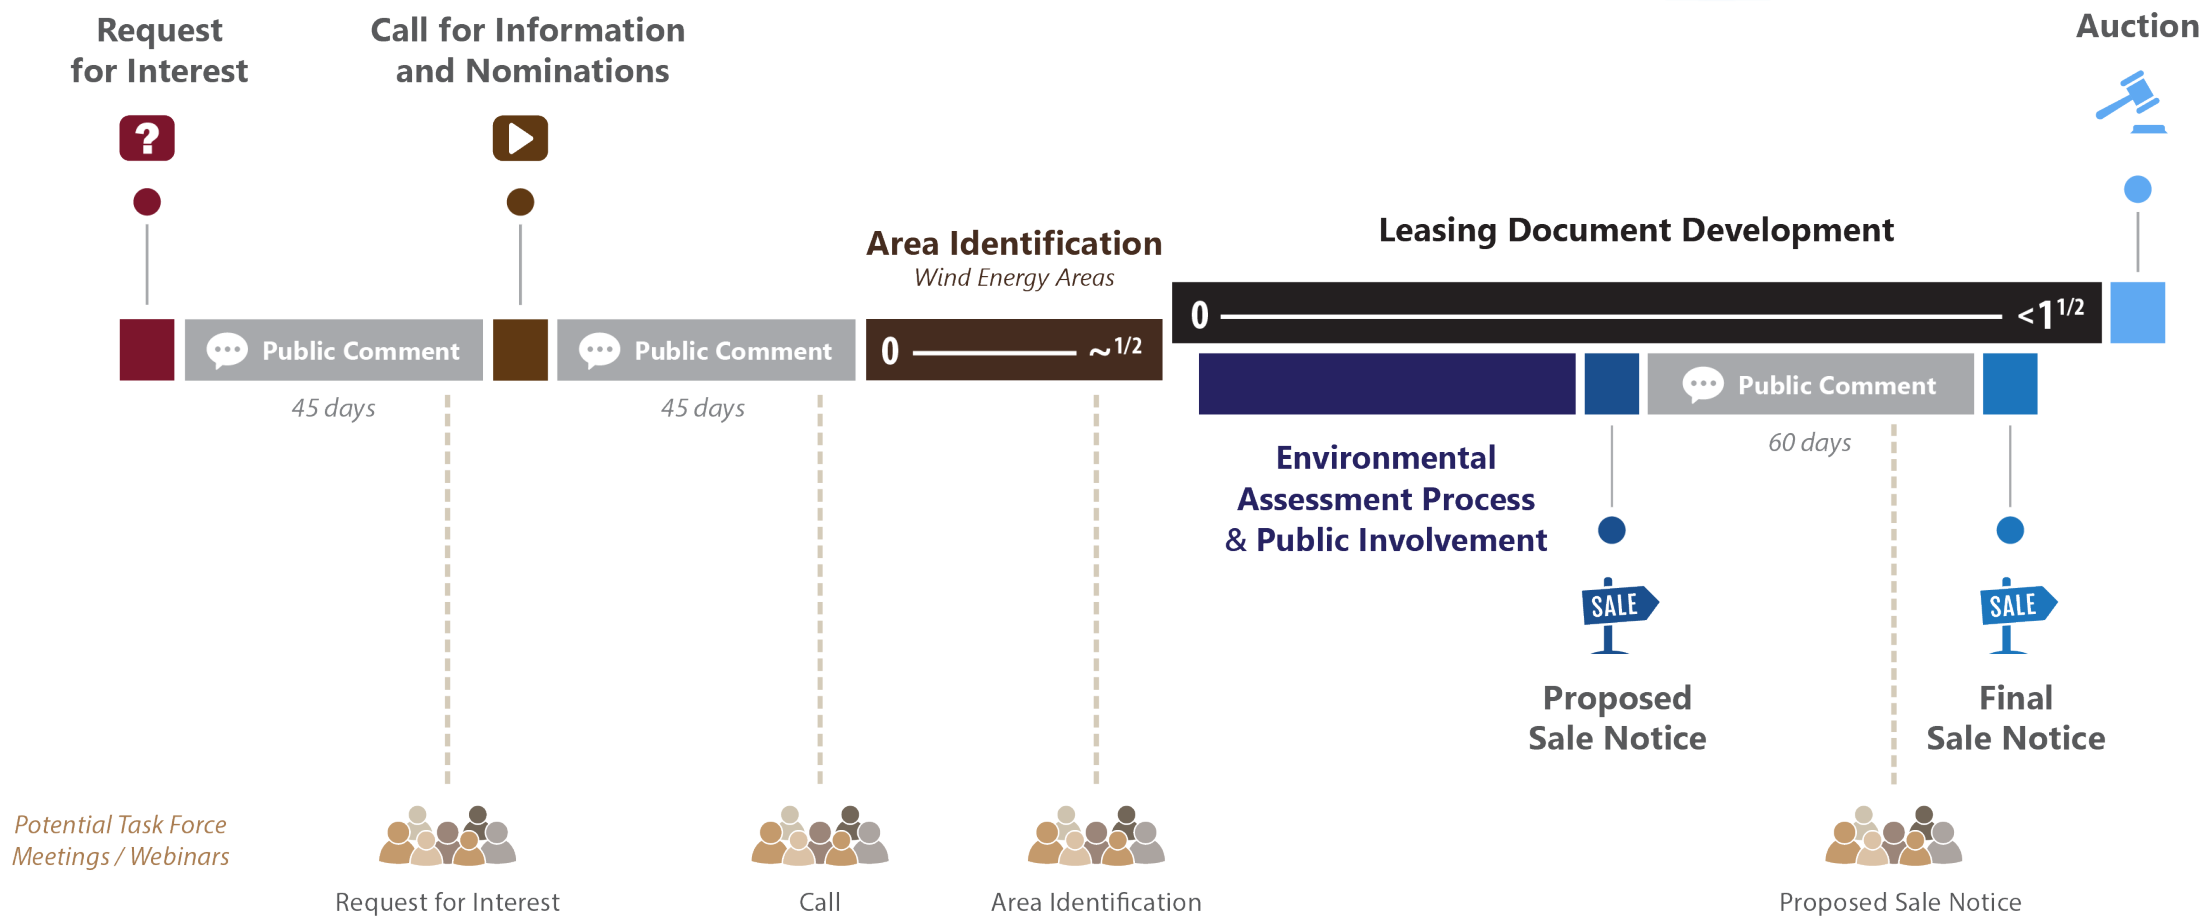 Request
for Interest
Call for Information
and Nominations
Auction
?
Leasing Document Development
Area Identification
Wind Energy Areas
0 <1 1/2
Public Comment
Public Comment
0 ~1/2
Public Comment
45 days
45 days
60 days
Environmental
Assessment Process
& Public Involvement
SALE
SALE
Proposed
Sale Notice
Final
Sale Notice
Potential Task Force
Meetings / Webinars
Request for Interest
Call
Area Identification
Proposed Sale Notice